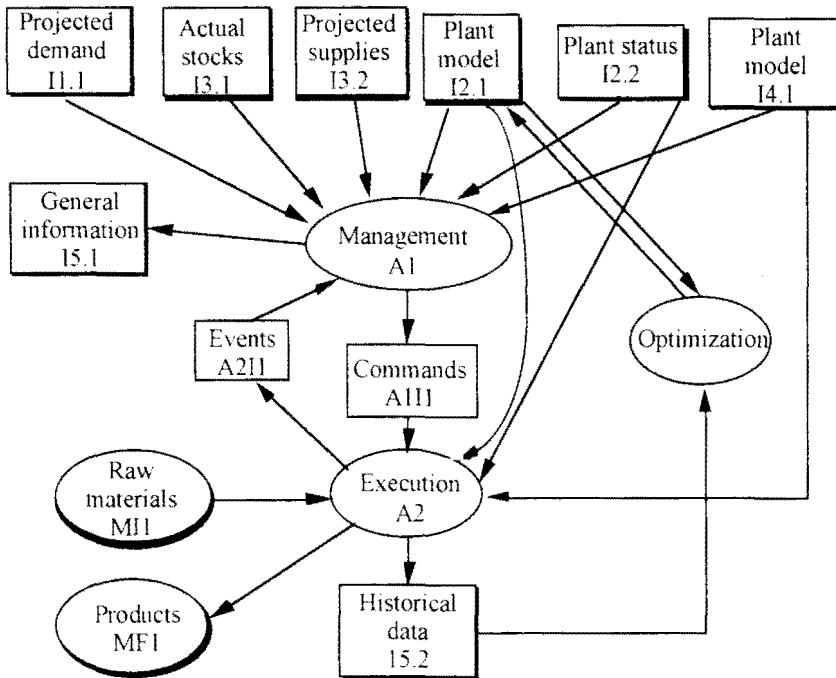 Projected
demand
I1.1
Actual
stocks
I3.1
Projected
supplies
I3.2
Plant
model
I2.1
Plant status
I2.2
Plant
model
I4.1
General
information
I5.1
Management
A1
Events
A2I1
Commands
A1I1
Optimization
Raw
materials
MI1
Execution
A2
Products
MF1
Historical
data
15.2